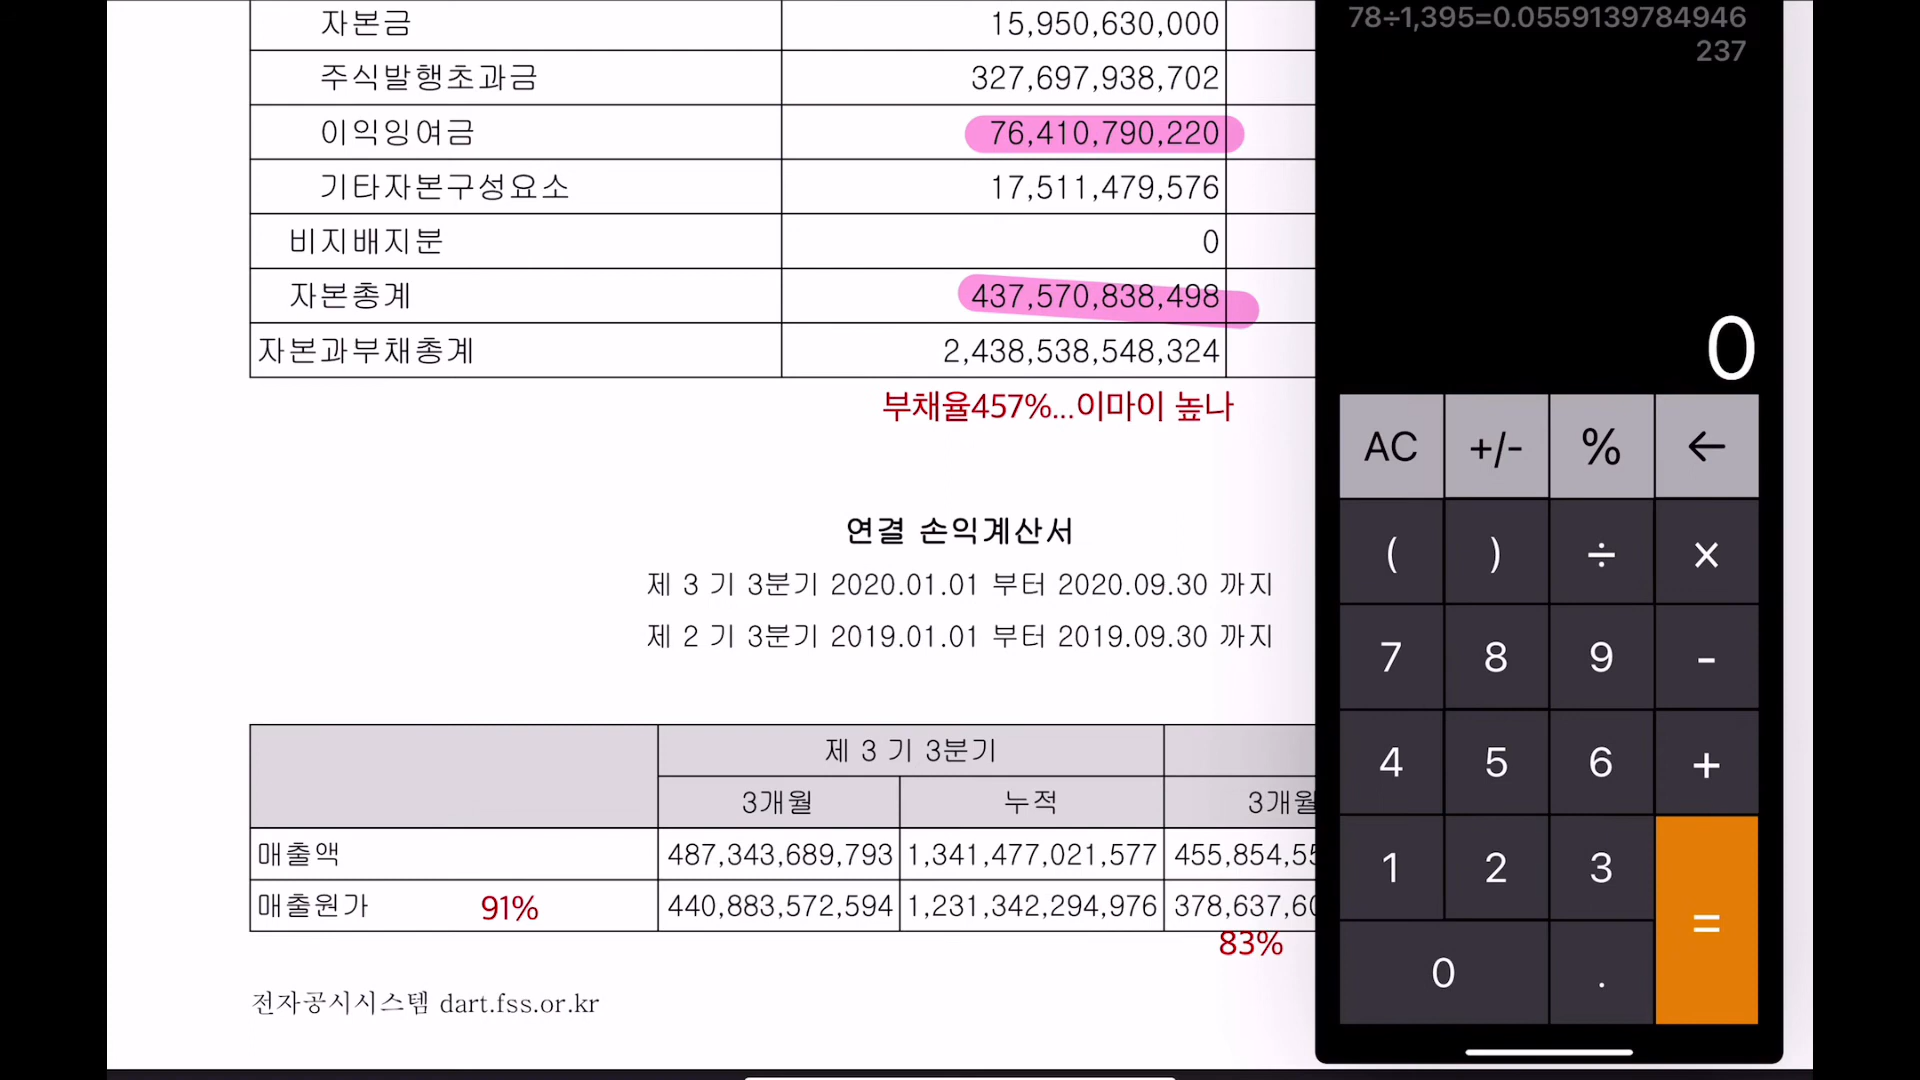 자본금 15,950,630,000
주식발행초과금 327,697,938,702
이익잉여금 76,410,790,220
기타자본구성요소 17,511,479,576
비지배지분 0
자본총계 437,570,838,498
자본과부채총계 2,438,538,548,324
부채율457%...이마이 높나
연결 손익계산서
제 3 기 3분기 2020.01.01 부터 2020.09.30 까지
제 2 기 3분기 2019.01.01 부터 2019.09.30 까지
제 3 기 3분기
3개월 누적 3개월
매출액 487,343,689,793 1,341,477,021,577 455,854,55
매출원가 91% 440,883,572,594 1,231,342,294,976 378,637,60
83%
전자공시시스템 dart.fss.or.kr
78÷1,395=0.0559139784946
237
0
AC +/- % ←
( ) ÷ ×
7 8 9 -
4 5 6 +
1 2 3 =
0 .